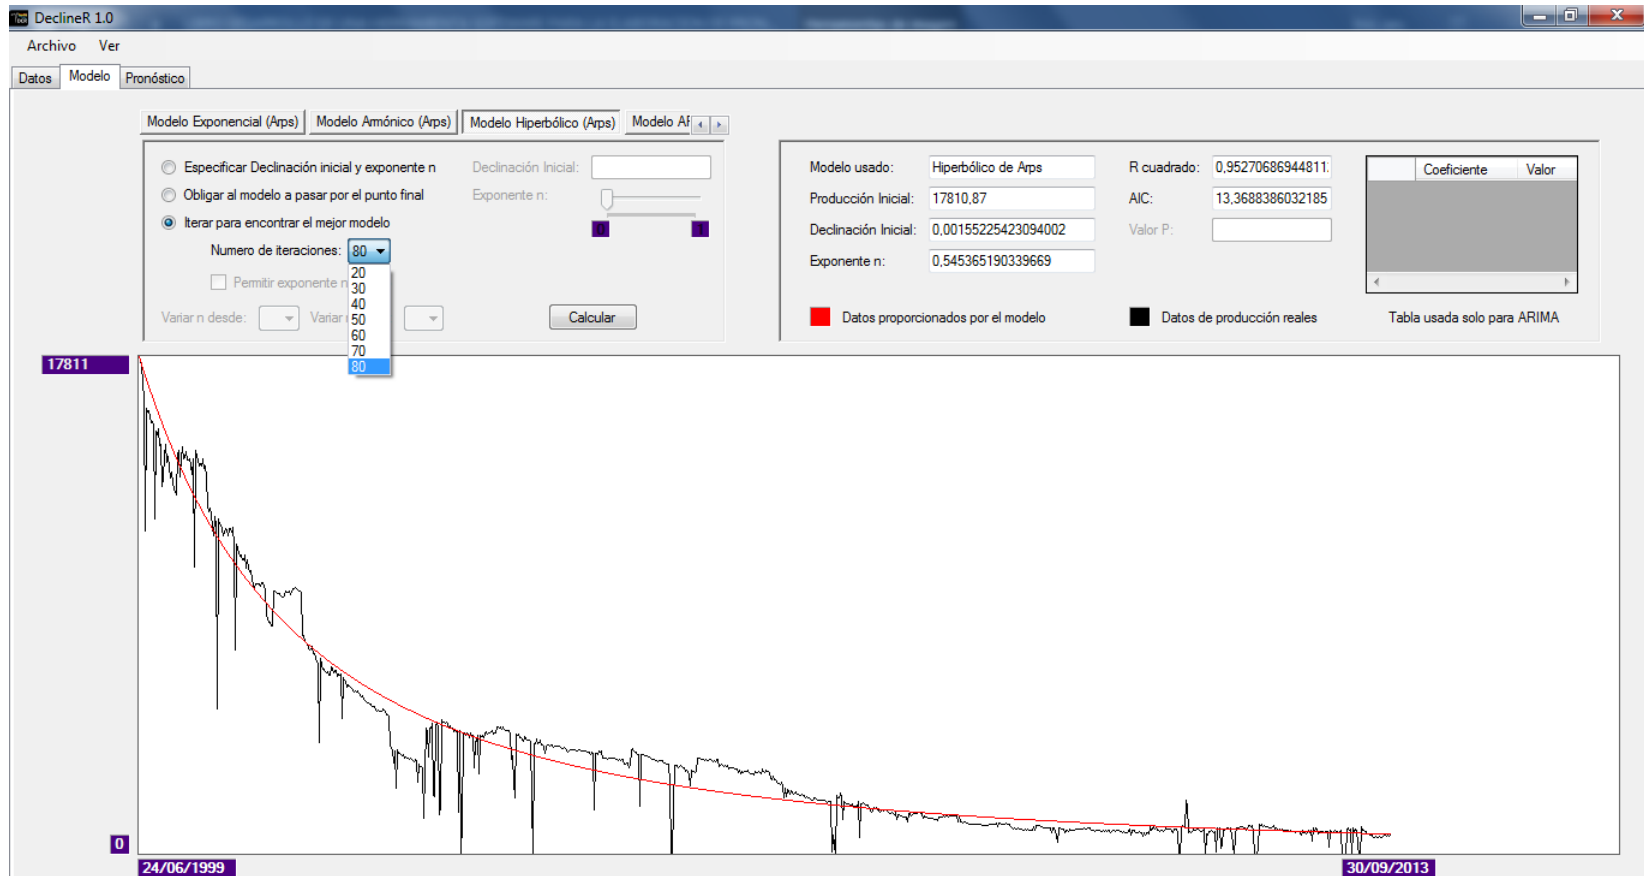 DeclineR 1.0
Archivo Ver
Datos Modelo Pronóstico
Modelo Exponencial (Arps) Modelo Armónico (Arps) Modelo Hiperbólico (Arps) Modelo
Especificar Declinación inicial y exponente n Declinación Inicial:
Obligar al modelo a pasar por el punto final Exponente n:
Iterar para encontrar el mejor modelo 0 1
Numero de iteraciones: 80
20
Permitir exponente n
30
40
Variar n desde: Variar Calcular
50
60
70
80
Modelo usado: Hiperbólico de Arps R cuadrado: 0,95270686944811
Coeficiente Valor
Producción Inicial: 17810,87 AIC: 13,3688386032185
Declinación Inicial: 0,00155225423094002 Valor P:
Exponente n: 0,545365190339669
Datos proporcionados por el modelo Datos de producción reales Tabla usada solo para ARIMA
17811
0
24/06/1999 30/09/2013